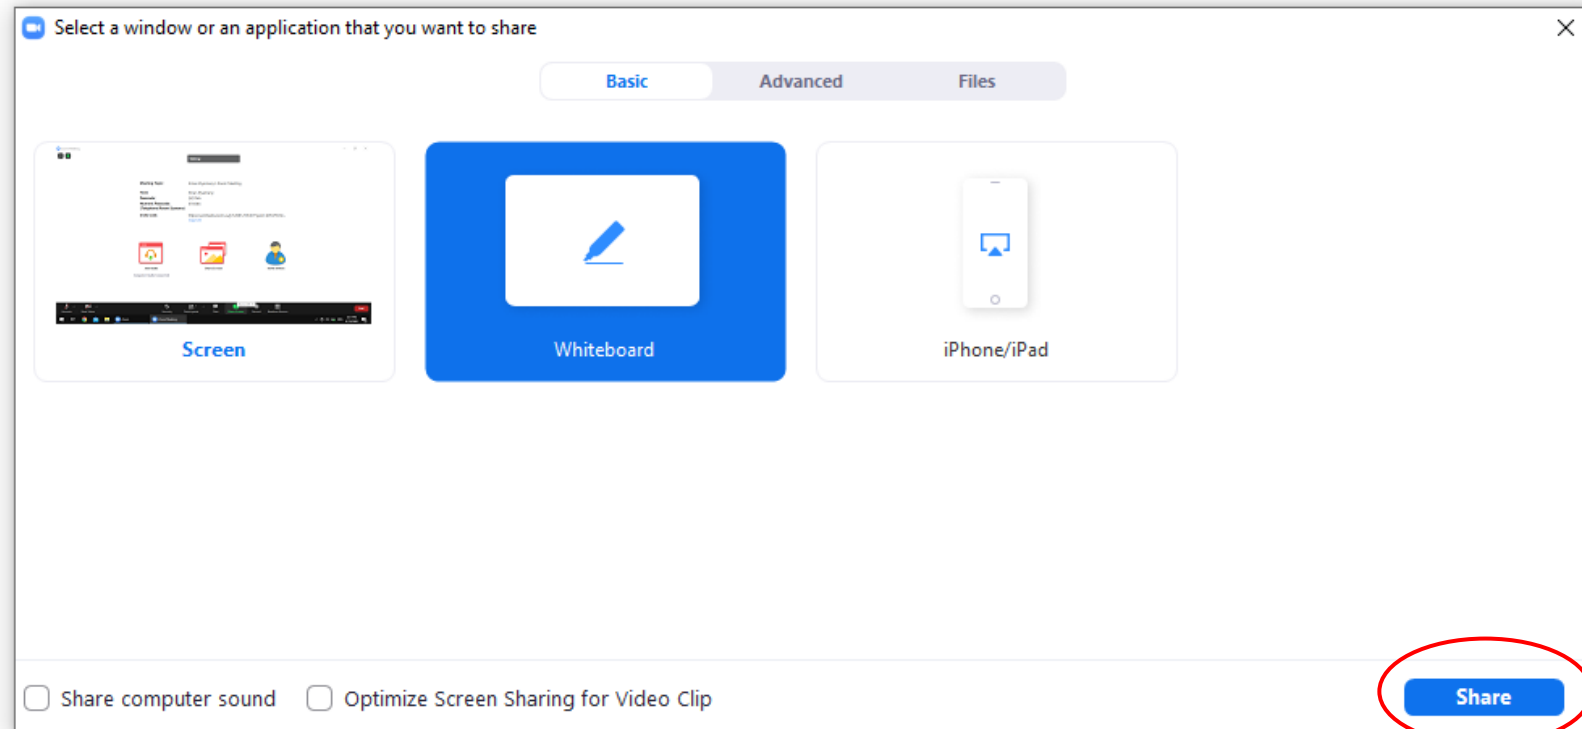 Select a window or an application that you want to share
Basic Advanced Files
Screen Whiteboard iPhone/iPad
Share computer sound Optimize Screen Sharing for Video Clip Share